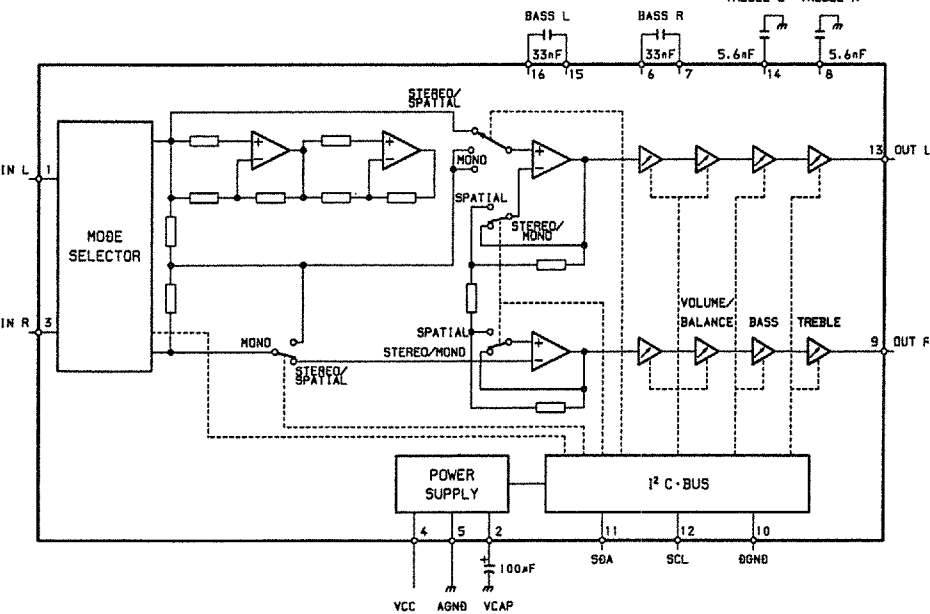 BASS L BASS R
33nF 33nF 5.6nF 5.6nF
16 15 6 7 14 8
STEREO/
SPATIAL
IN L 1
MONO
13 OUT L
SPATIAL
STEREO/
MONO
MODE
SELECTOR
VOLUME/
BALANCE BASS TREBLE
IN R 3
SPATIAL
MONO
STEREO/MONO
9 OUT R
STEREO/
SPATIAL
POWER
SUPPLY
I² C-BUS
4 5 2 11 12 10
SDA SCL DGND
+ 100µF
VCC AGND VCAP